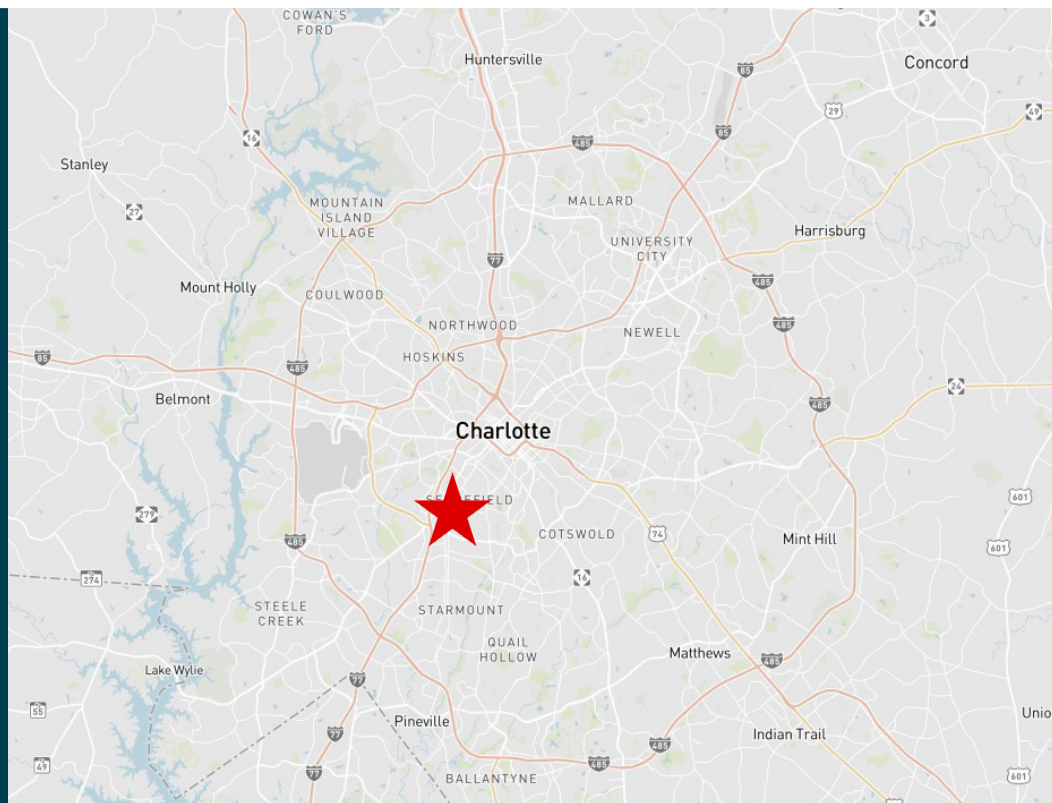 COWAN'S
FORD
3
Huntersville
Concord
85
29
49
85
16
485
Stanley
MALLARD
27
MOUNTAIN
ISLAND
VILLAGE
Harrisburg
UNIVERSITY
CITY
77
485
Mount Holly
COULWOOD
485
NORTHWOOD
NEWELL
HOSKINS
85
485
24
Belmont
485
Charlotte
601
279
COTSWOLD
74
Mint Hill
485
601
274
16
STEELE
CREEK
STARMOUNT
QUAIL
HOLLOW
Matthews
485
Lake Wylie
77
55
Pineville
Unio
77
Indian Trail
485
49
77
485
BALLANTYNE
601